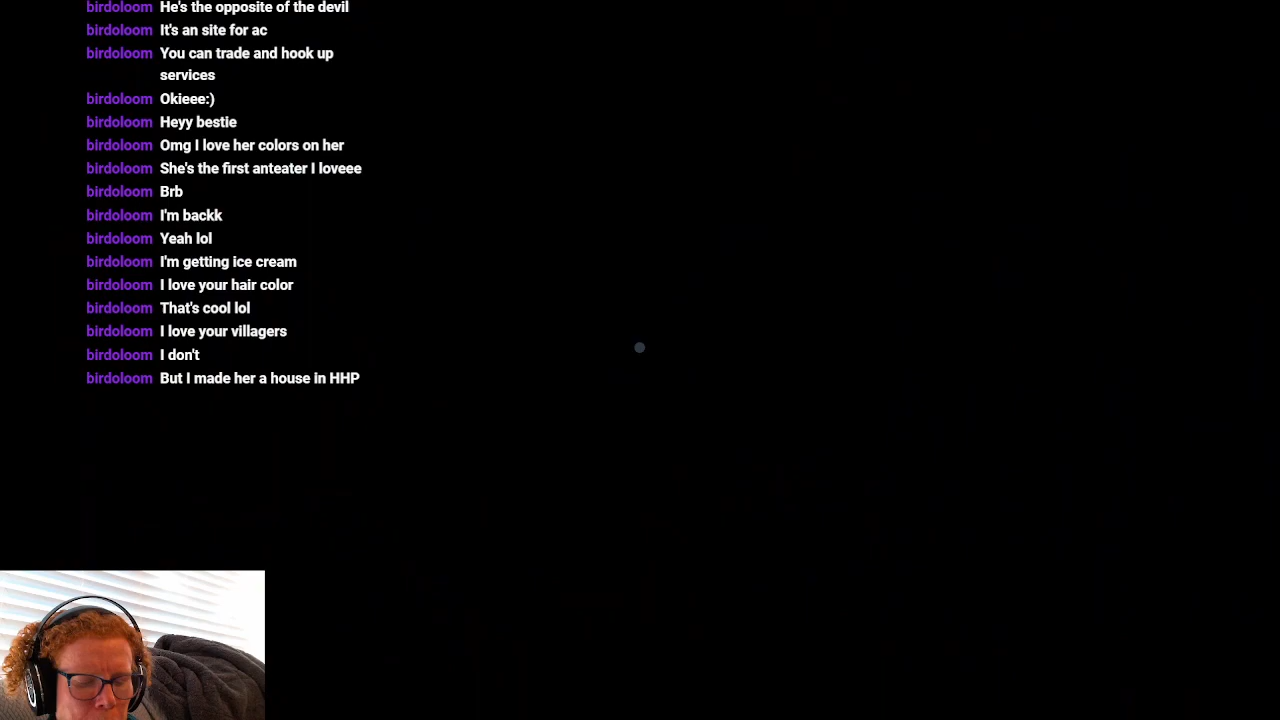 birdoloom He's the opposite of the devil
birdoloom It's an site for ac
birdoloom You can trade and hook up
services
birdoloom Okieee:)
birdoloom Heyy bestie
birdoloom Omg I love her colors on her
birdoloom She's the first anteater I loveee
birdoloom Brb
birdoloom I'm backk
birdoloom Yeah lol
birdoloom I'm getting ice cream
birdoloom I love your hair color
birdoloom That's cool lol
birdoloom I love your villagers
birdoloom I don't
birdoloom But I made her a house in HHP